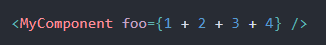 <MyComponent foo={1 + 2 + 3 + 4} />